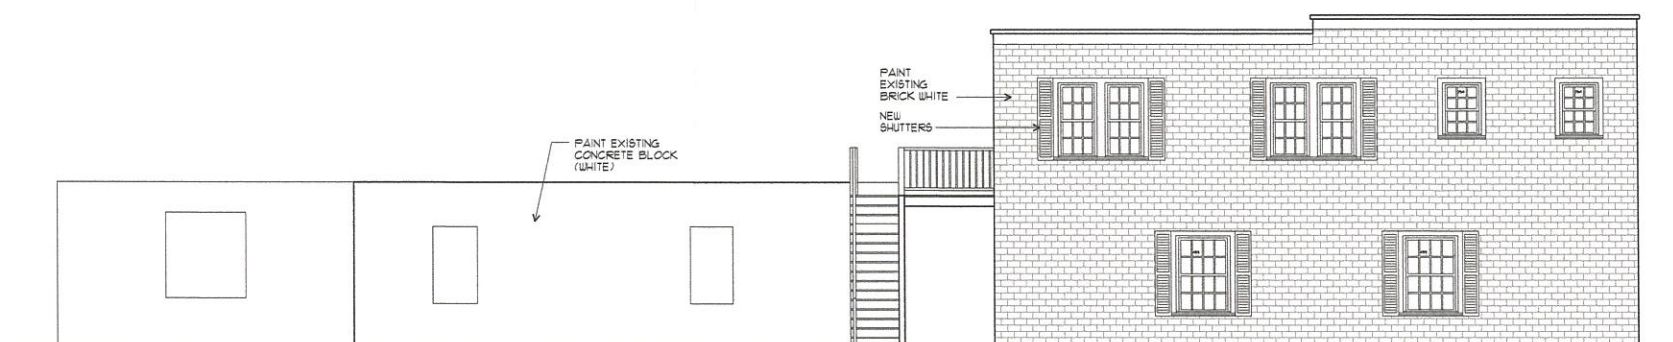 PAINT
EXISTING
BRICK WHITE
NEW
SHUTTERS
PAINT EXISTING
CONCRETE BLOCK
(WHITE)